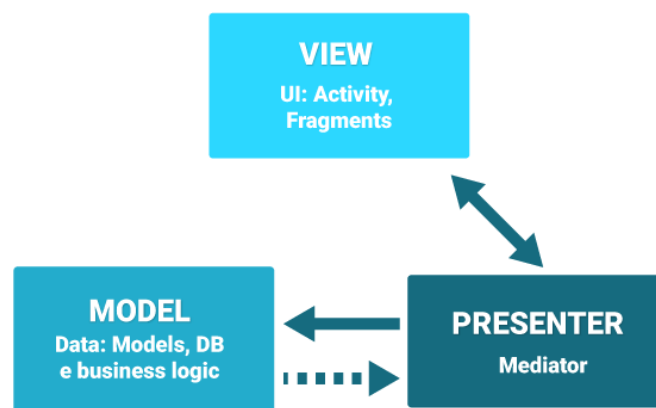 VIEW
UI: Activity,
Fragments
MODEL
Data: Models, DB
e business logic
PRESENTER
Mediator